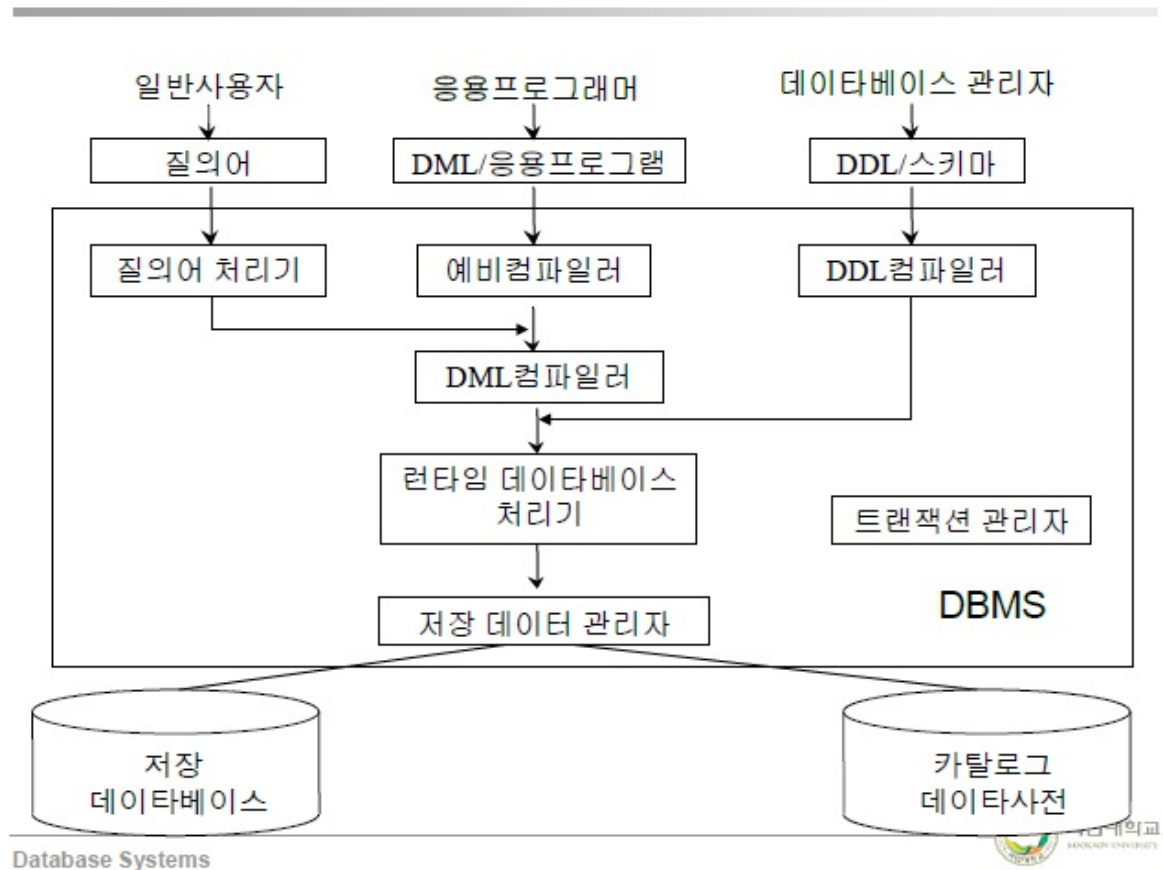 일반사용자
응용프로그래머
데이타베이스 관리자
질의어
DML/응용프로그램
DDL/스키마
질의어 처리기
예비컴파일러
DDL컴파일러
DML컴파일러
런타임 데이타베이스
처리기
트랜잭션 관리자
DBMS
저장 데이터 관리자
저장
데이타베이스
카탈로그
데이타사전
Database Systems